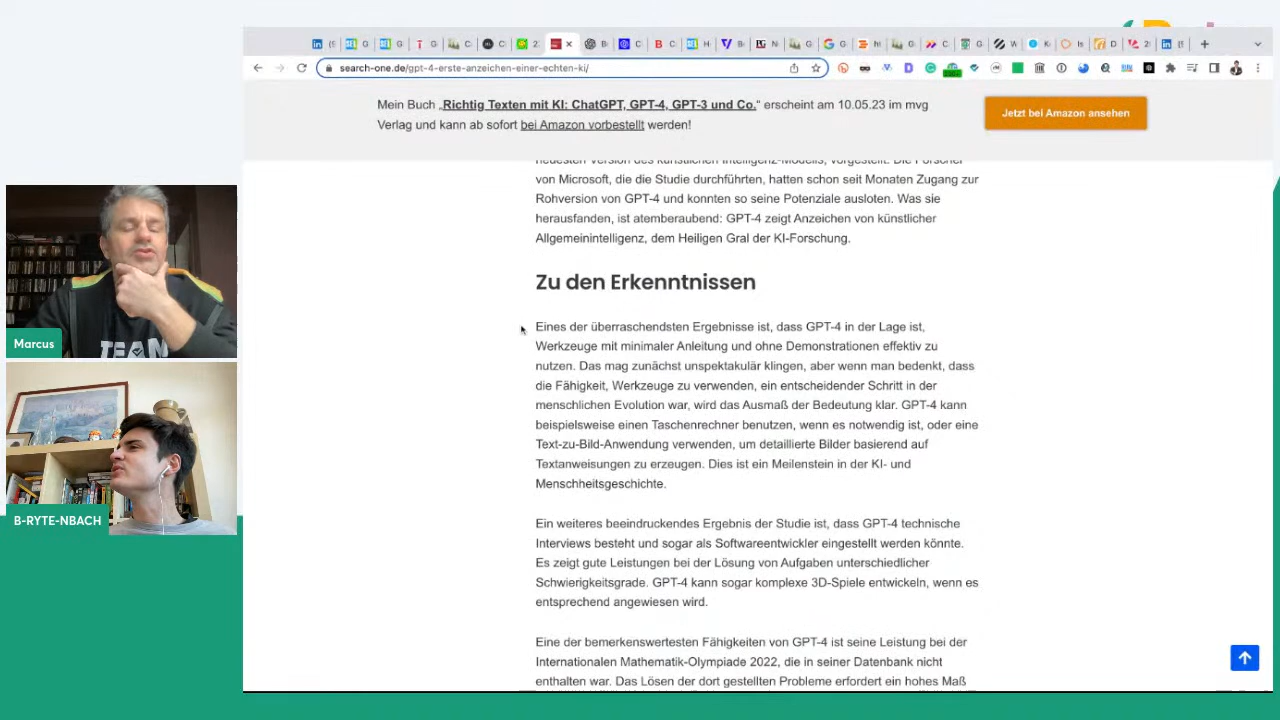 search-one.de/gpt-4-erste-anzeichen-einer-echten-ki/
Mein Buch „Richtig Texten mit KI: ChatGPT, GPT-4, GPT-3 und Co.“ erscheint am 10.05.23 im mvg
Verlag und kann ab sofort bei Amazon vorbestellt werden!
Jetzt bei Amazon ansehen
neuesten Version des künstlichen Intelligenz-Modells, vorgestellt. Die Forscher
von Microsoft, die die Studie durchführten, hatten schon seit Monaten Zugang zur
Rohversion von GPT-4 und konnten so seine Potenziale ausloten. Was sie
herausfanden, ist atemberaubend: GPT-4 zeigt Anzeichen von künstlicher
Allgemeinintelligenz, dem Heiligen Gral der KI-Forschung.
Zu den Erkenntnissen
Eines der überraschendsten Ergebnisse ist, dass GPT-4 in der Lage ist,
Werkzeuge mit minimaler Anleitung und ohne Demonstrationen effektiv zu
nutzen. Das mag zunächst unspektakulär klingen, aber wenn man bedenkt, dass
die Fähigkeit, Werkzeuge zu verwenden, ein entscheidender Schritt in der
menschlichen Evolution war, wird das Ausmaß der Bedeutung klar. GPT-4 kann
beispielsweise einen Taschenrechner benutzen, wenn es notwendig ist, oder eine
Text-zu-Bild-Anwendung verwenden, um detaillierte Bilder basierend auf
Textanweisungen zu erzeugen. Dies ist ein Meilenstein in der KI- und
Menschheitsgeschichte.
Ein weiteres beeindruckendes Ergebnis der Studie ist, dass GPT-4 technische
Interviews besteht und sogar als Softwareentwickler eingestellt werden könnte.
Es zeigt gute Leistungen bei der Lösung von Aufgaben unterschiedlicher
Schwierigkeitsgrade. GPT-4 kann sogar komplexe 3D-Spiele entwickeln, wenn es
entsprechend angewiesen wird.
Eine der bemerkenswertesten Fähigkeiten von GPT-4 ist seine Leistung bei der
Internationalen Mathematik-Olympiade 2022, die in seiner Datenbank nicht
enthalten war. Das Lösen der dort gestellten Probleme erfordert ein hohes Maß
Marcus
B-RYTE-NBACH